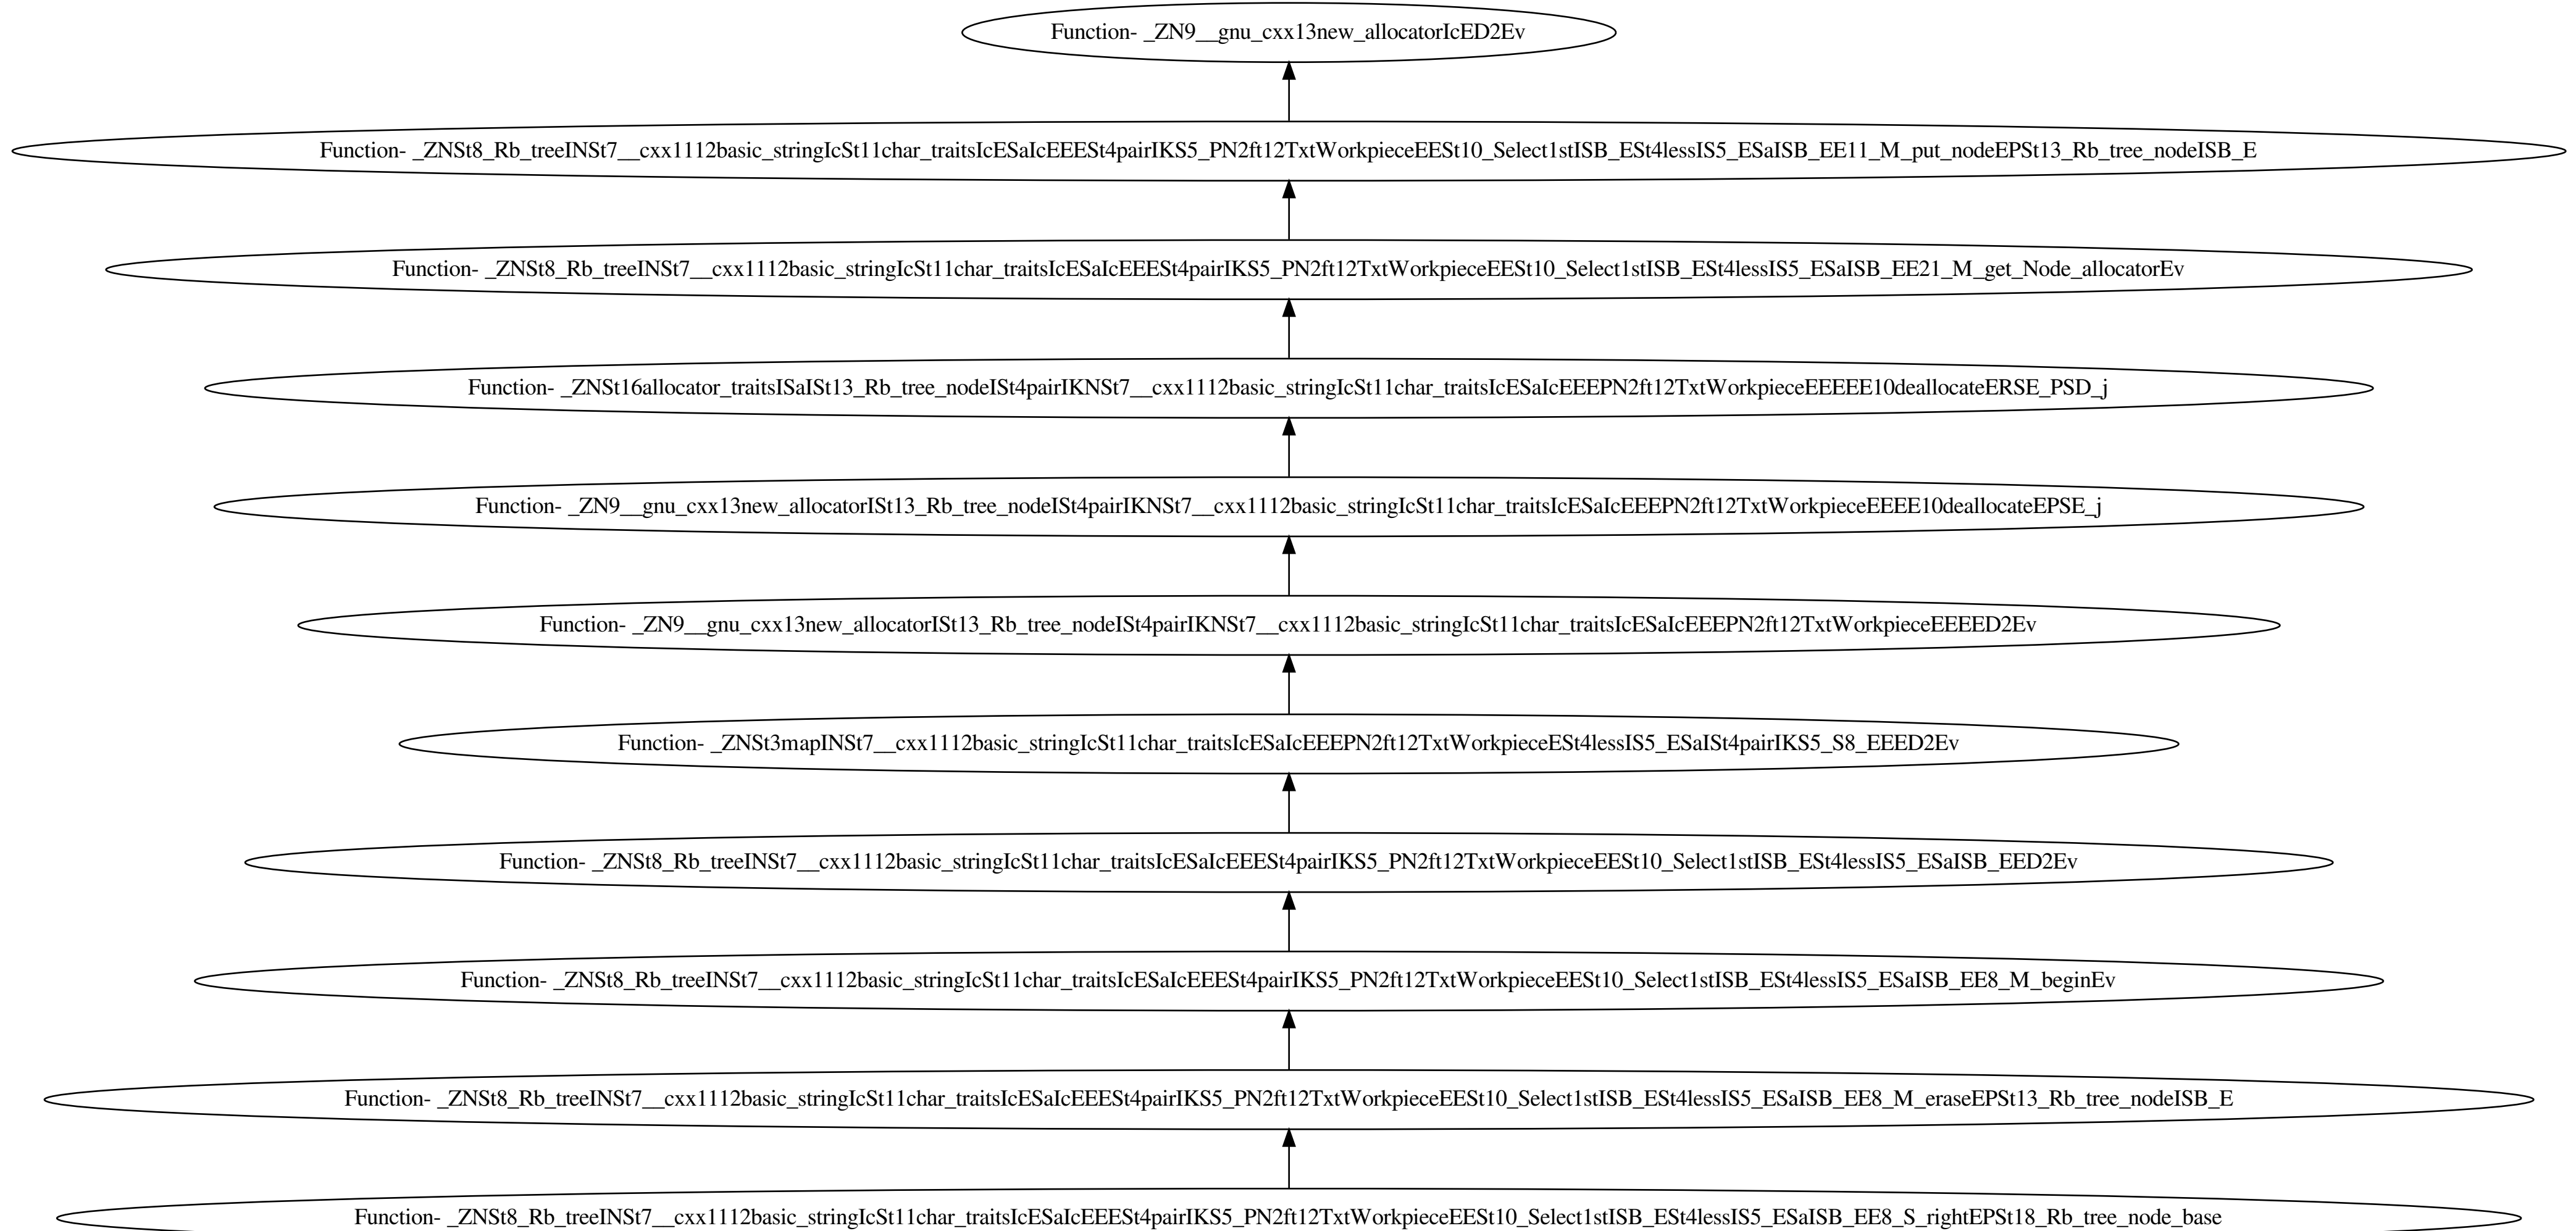 Function- _ZN9__gnu_cxx13new_allocatorIcED2Ev
Function- _ZNSt8_Rb_treeINSt7__cxx1112basic_stringIcSt11char_traitsIcESaIcEEESt4pairIKS5_PN2ft12TxtWorkpieceEESt10_Select1stISB_ESt4lessIS5_ESaISB_EE11_M_put_nodeEPSt13_Rb_tree_nodeISB_E
Function- _ZNSt8_Rb_treeINSt7__cxx1112basic_stringIcSt11char_traitsIcESaIcEEESt4pairIKS5_PN2ft12TxtWorkpieceEESt10_Select1stISB_ESt4lessIS5_ESaISB_EE21_M_get_Node_allocatorEv
Function- _ZNSt16allocator_traitsISaISt13_Rb_tree_nodeISt4pairIKNSt7__cxx1112basic_stringIcSt11char_traitsIcESaIcEEEPN2ft12TxtWorkpieceEEEEE10deallocateERSE_PSD_j
Function- _ZN9__gnu_cxx13new_allocatorISt13_Rb_tree_nodeISt4pairIKNSt7__cxx1112basic_stringIcSt11char_traitsIcESaIcEEEPN2ft12TxtWorkpieceEEEE10deallocateEPSE_j
Function- _ZN9__gnu_cxx13new_allocatorISt13_Rb_tree_nodeISt4pairIKNSt7__cxx1112basic_stringIcSt11char_traitsIcESaIcEEEPN2ft12TxtWorkpieceEEEED2Ev
Function- _ZNSt3mapINSt7__cxx1112basic_stringIcSt11char_traitsIcESaIcEEEPN2ft12TxtWorkpieceESt4lessIS5_ESaISt4pairIKS5_S8_EEED2Ev
Function- _ZNSt8_Rb_treeINSt7__cxx1112basic_stringIcSt11char_traitsIcESaIcEEESt4pairIKS5_PN2ft12TxtWorkpieceEESt10_Select1stISB_ESt4lessIS5_ESaISB_EED2Ev
Function- _ZNSt8_Rb_treeINSt7__cxx1112basic_stringIcSt11char_traitsIcESaIcEEESt4pairIKS5_PN2ft12TxtWorkpieceEESt10_Select1stISB_ESt4lessIS5_ESaISB_EE8_M_beginEv
Function- _ZNSt8_Rb_treeINSt7__cxx1112basic_stringIcSt11char_traitsIcESaIcEEESt4pairIKS5_PN2ft12TxtWorkpieceEESt10_Select1stISB_ESt4lessIS5_ESaISB_EE8_M_eraseEPSt13_Rb_tree_nodeISB_E
Function- _ZNSt8_Rb_treeINSt7__cxx1112basic_stringIcSt11char_traitsIcESaIcEEESt4pairIKS5_PN2ft12TxtWorkpieceEESt10_Select1stISB_ESt4lessIS5_ESaISB_EE8_S_rightEPSt18_Rb_tree_node_base